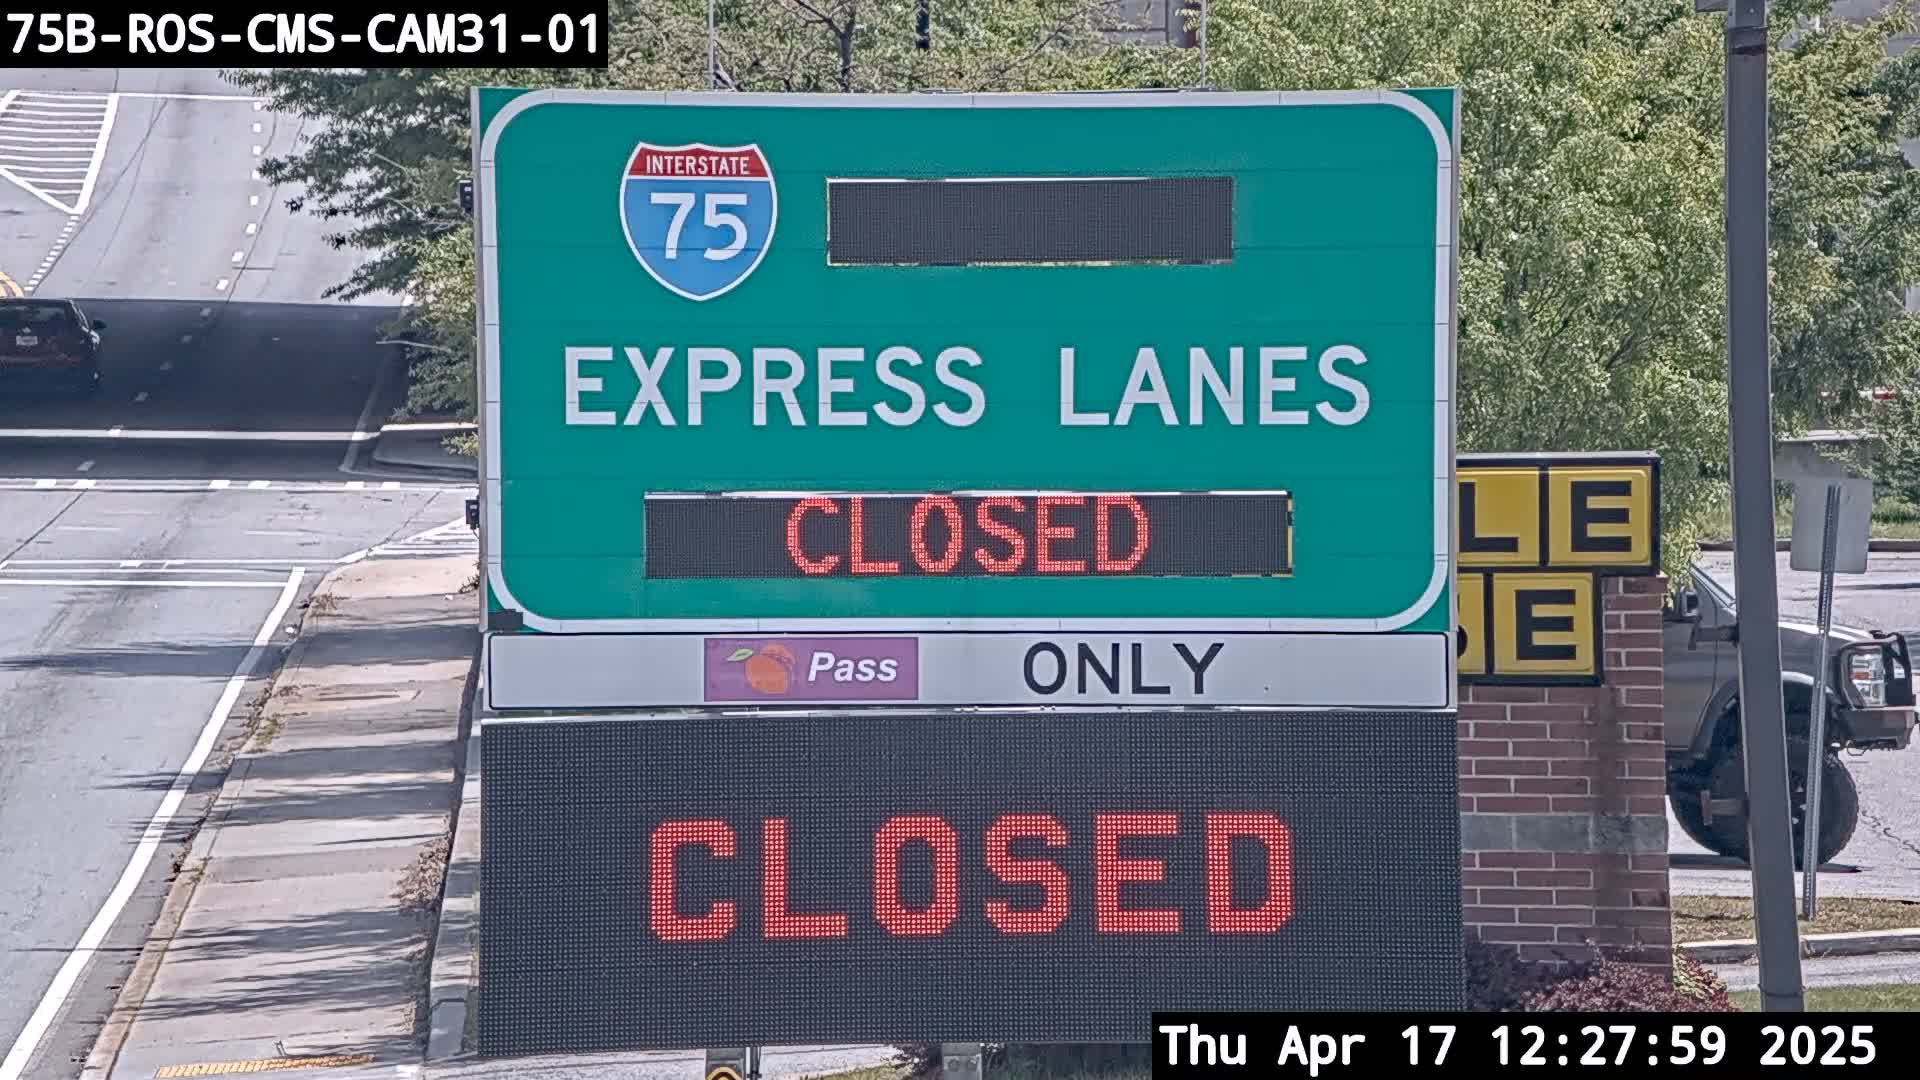 75B-ROS-CMS-CAM31-01
INTERSTATE
75
EXPRESS LANES
CLOSED
Pass ONLY
CLOSED
LE
E
Thu Apr 17 12:27:59 2025